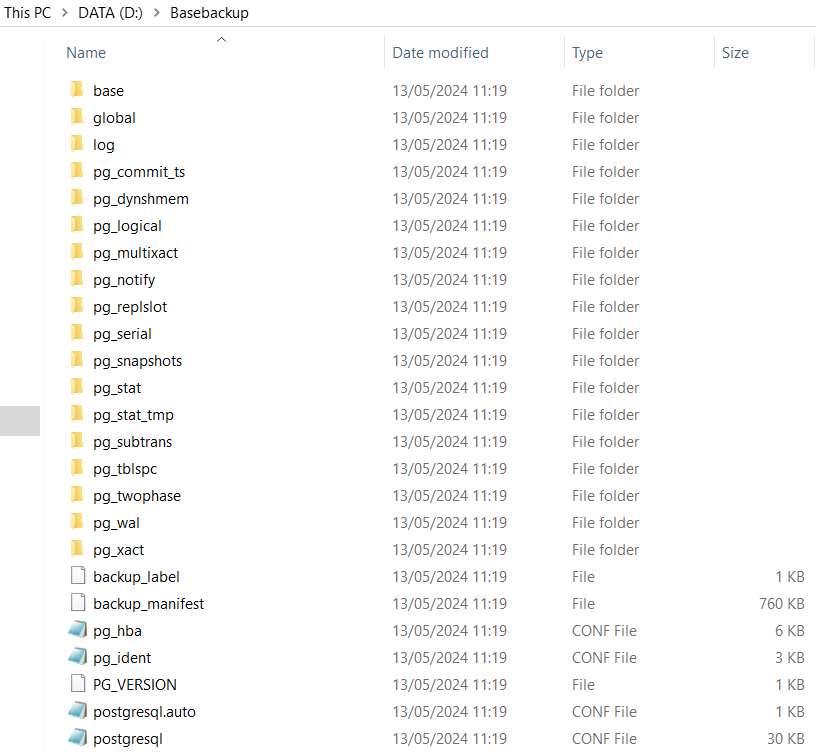 This PC > DATA (D:) > Basebackup
Name Date modified Type Size
base 13/05/2024 11:19 File folder
global 13/05/2024 11:19 File folder
log 13/05/2024 11:19 File folder
pg_commit_ts 13/05/2024 11:19 File folder
pg_dynshmem 13/05/2024 11:19 File folder
pg_logical 13/05/2024 11:19 File folder
pg_multixact 13/05/2024 11:19 File folder
pg_notify 13/05/2024 11:19 File folder
pg_replslot 13/05/2024 11:19 File folder
pg_serial 13/05/2024 11:19 File folder
pg_snapshots 13/05/2024 11:19 File folder
pg_stat 13/05/2024 11:19 File folder
pg_stat_tmp 13/05/2024 11:19 File folder
pg_subtrans 13/05/2024 11:19 File folder
pg_tblspc 13/05/2024 11:19 File folder
pg_twophase 13/05/2024 11:19 File folder
pg_wal 13/05/2024 11:19 File folder
pg_xact 13/05/2024 11:19 File folder
backup_label 13/05/2024 11:19 File 1 KB
backup_manifest 13/05/2024 11:19 File 760 KB
pg_hba 13/05/2024 11:19 CONF File 6 KB
pg_ident 13/05/2024 11:19 CONF File 3 KB
PG_VERSION 13/05/2024 11:19 File 1 KB
postgresql.auto 13/05/2024 11:19 CONF File 1 KB
postgresql 13/05/2024 11:19 CONF File 30 KB